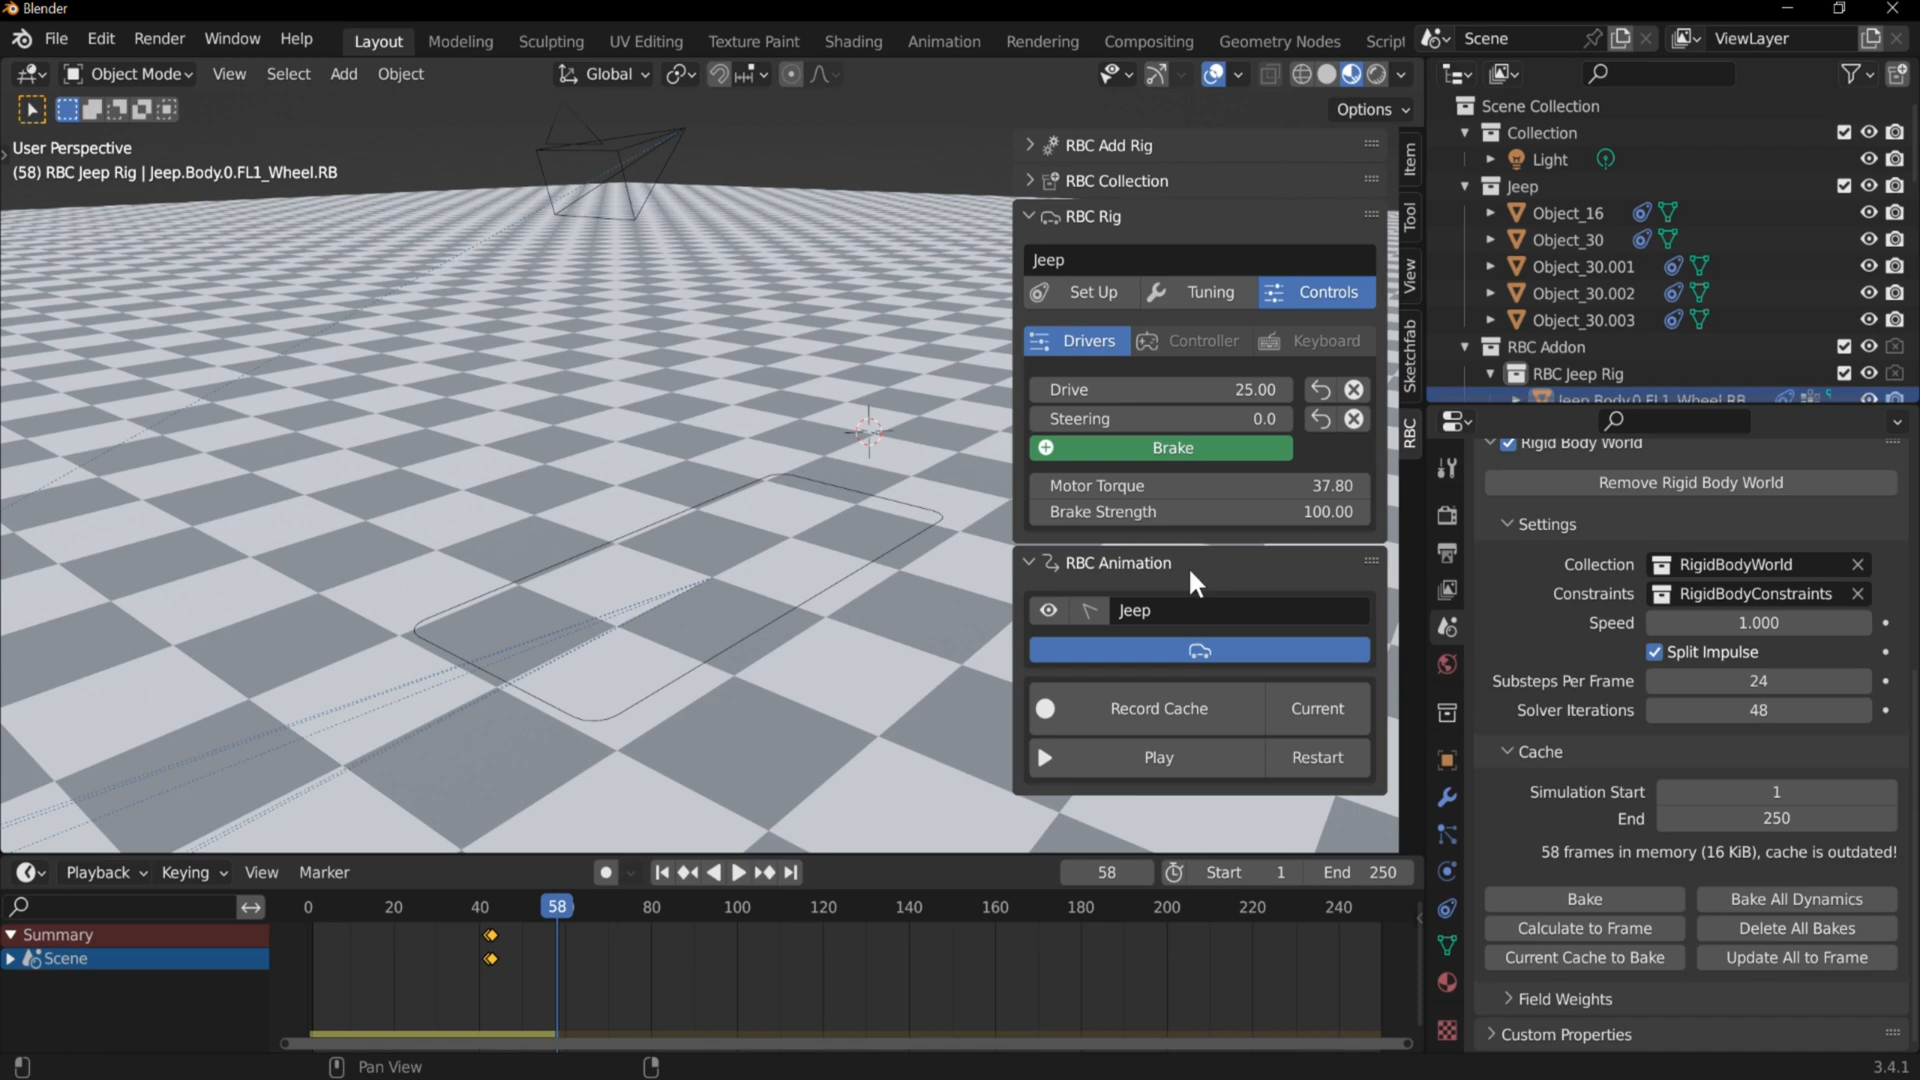 Blender
File Edit Render Window Help Layout Modeling Sculpting UV Editing Texture Paint Shading Animation Rendering Compositing Geometry Nodes Script Scene ViewLayer
Object Mode View Select Add Object Global
Options
User Perspective
(58) RBC Jeep Rig | Jeep.Body.0.FL1_Wheel.RB
RBC Add Rig
RBC Collection
RBC Rig
Jeep
Set Up Tuning Controls
Drivers Controller Keyboard
Drive 25.00
Steering 0.0
Brake
Motor Torque 37.80
Brake Strength 100.00
RBC Animation
Jeep
Record Cache Current
Play Restart
Item
Tool
View
Sketchfab
RBC
Scene Collection
Collection
Light
Jeep
Object_16
Object_30
Object_30.001
Object_30.002
Object_30.003
RBC Addon
RBC Jeep Rig
Jeep.Body.0.FL1_Wheel.RB
Rigid Body World
Remove Rigid Body World
Settings
Collection RigidBodyWorld
Constraints RigidBodyConstraints
Speed 1.000
Split Impulse
Substeps Per Frame 24
Solver Iterations 48
Cache
Simulation Start 1
End 250
58 frames in memory (16 KiB), cache is outdated!
Bake Bake All Dynamics
Calculate to Frame Delete All Bakes
Current Cache to Bake Update All to Frame
Field Weights
Custom Properties
Playback Keying View Marker 58 Start 1 End 250
0 20 40 58 80 100 120 140 160 180 200 220 240
Summary
Scene
Pan View
3.4.1